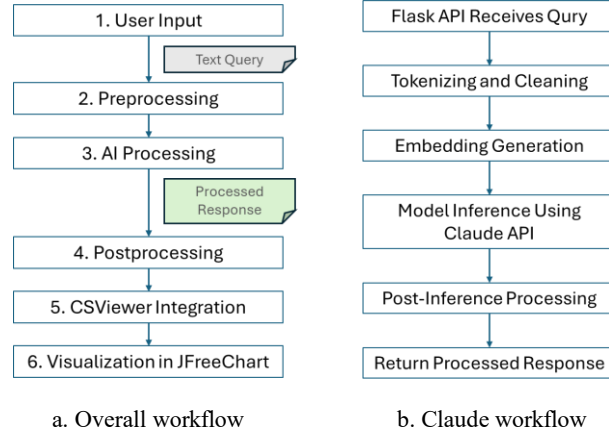 1. User Input
Text Query
2. Preprocessing
3. AI Processing
Processed
Response
4. Postprocessing
5. CSViewer Integration
6. Visualization in JFreeChart
a. Overall workflow
Flask API Receives Qury
Tokenizing and Cleaning
Embedding Generation
Model Inference Using
Claude API
Post-Inference Processing
Return Processed Response
b. Claude workflow